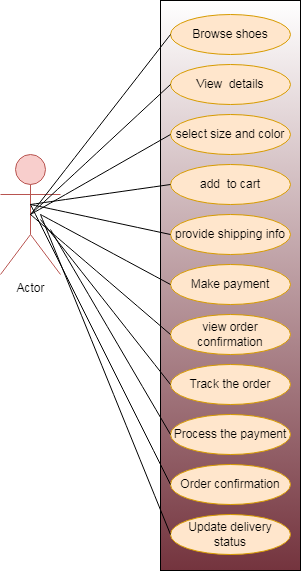 Browse shoes
View  details
select size and color
add  to cart
provide shipping info
Actor
Make payment
view order
confirmation
Track the order
Process the payment
Order confirmation
Update delivery
status